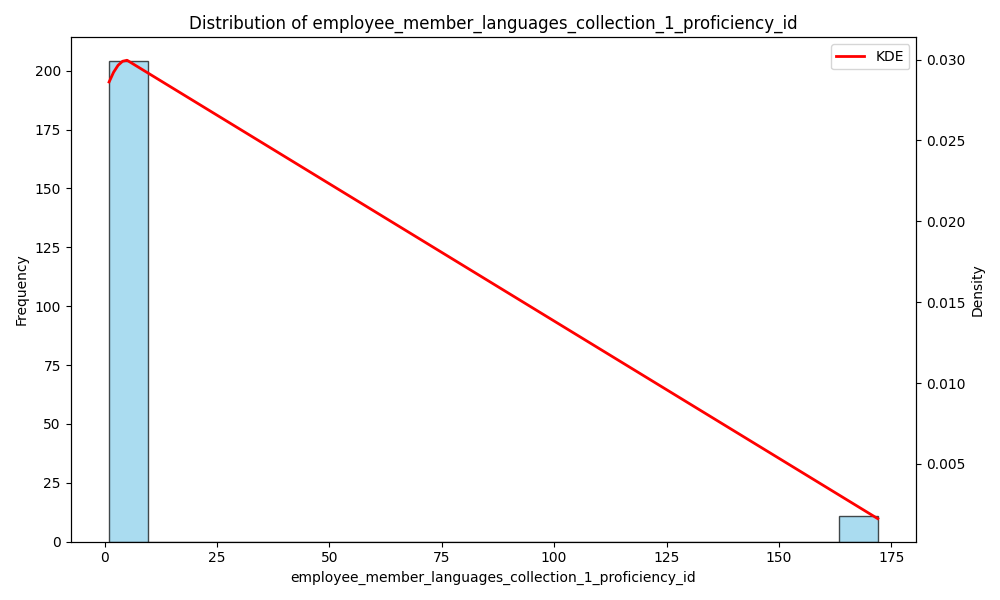 Distribution of employee_member_languages_collection_1_proficiency_id
KDE
200
175
150
125
100
75
50
25
0
Frequency
0.030
0.025
0.020
0.015
0.010
0.005
Density
0 25 50 75 100 125 150 175
employee_member_languages_collection_1_proficiency_id